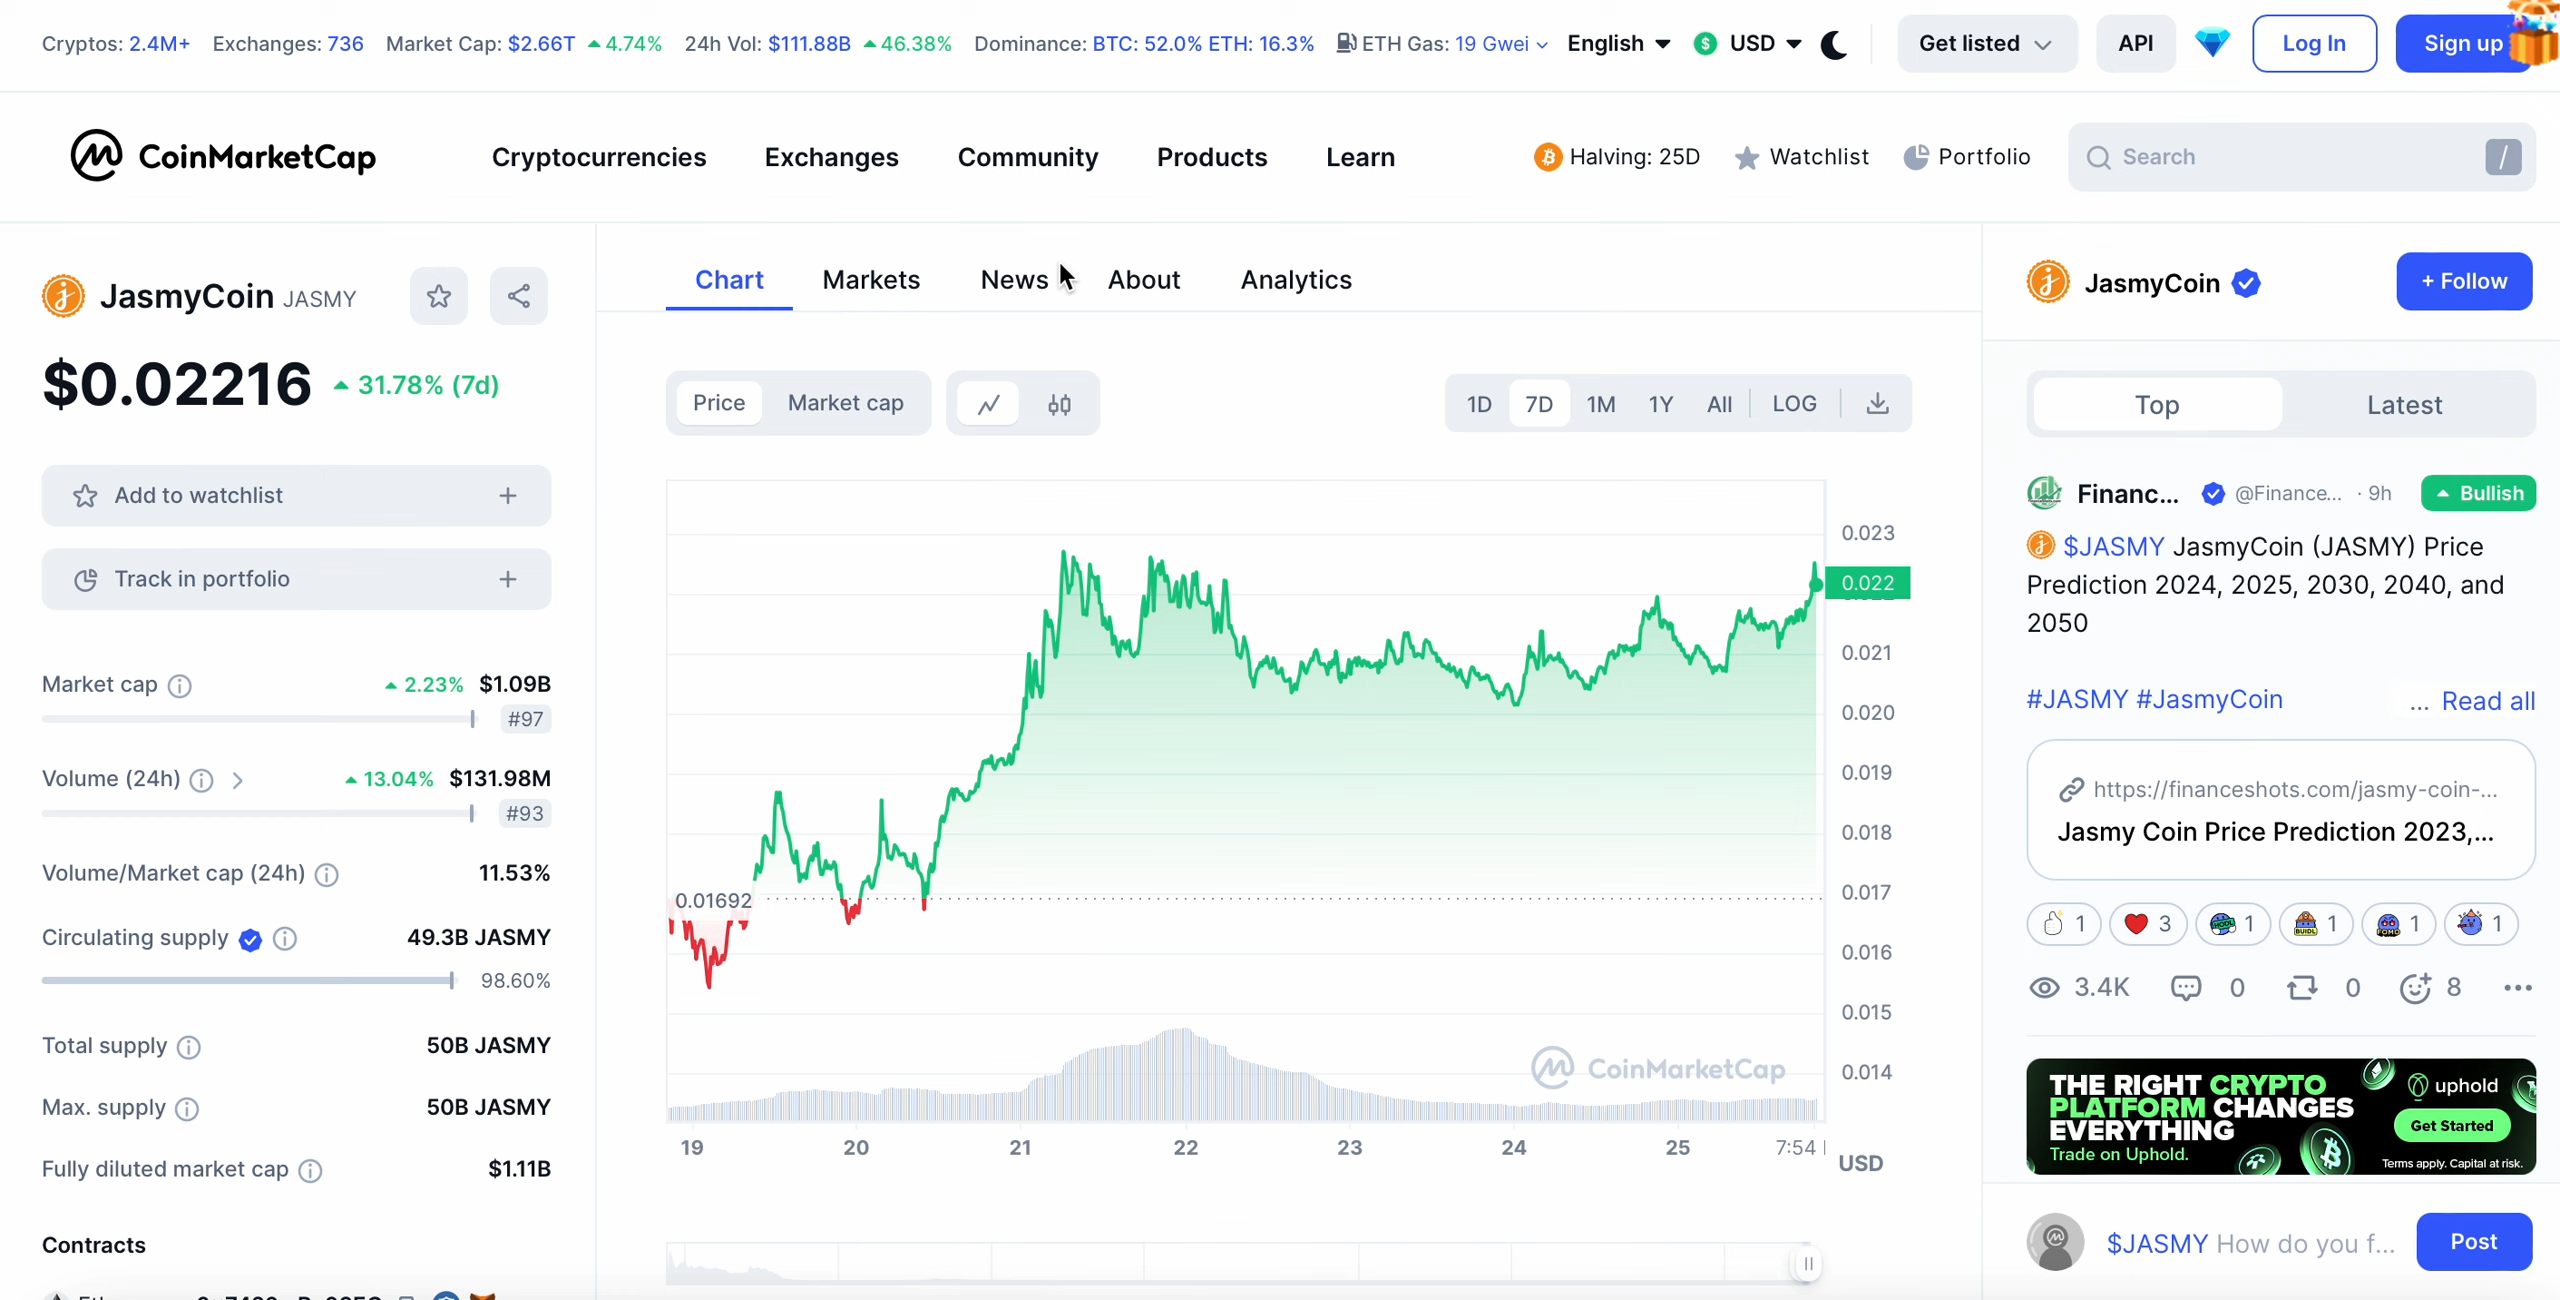 Cryptos: 2.4M+ Exchanges: 736 Market Cap: $2.66T 4.74% 24h Vol: $111.88B 46.38% Dominance: BTC: 52.0% ETH: 16.3% ETH Gas: 19 Gwei English USD Get listed API Log In Sign up
CoinMarketCap Cryptocurrencies Exchanges Community Products Learn Halving: 25D Watchlist Portfolio Search /
JasmyCoin JASMY
$0.02216 31.78% (7d)
Add to watchlist +
Track in portfolio +
Market cap 2.23% $1.09B
#97
Volume (24h) 13.04% $131.98M
#93
Volume/Market cap (24h) 11.53%
Circulating supply 49.3B JASMY
98.60%
Total supply 50B JASMY
Max. supply 50B JASMY
Fully diluted market cap $1.11B
Contracts
Chart Markets News About Analytics
Price Market cap 1D 7D 1M 1Y All LOG
0.023
0.022
0.021
0.020
0.019
0.018
0.017
0.01692
0.016
0.015
0.014
CoinMarketCap
19 20 21 22 23 24 25 7:54
USD
JasmyCoin + Follow
Top Latest
Financ... @Finance... · 9h Bullish
$JASMY JasmyCoin (JASMY) Price
Prediction 2024, 2025, 2030, 2040, and
2050
#JASMY #JasmyCoin ... Read all
https://financeshots.com/jasmy-coin-...
Jasmy Coin Price Prediction 2023,...
1 3 1 1 1 1
3.4K 0 0 8
THE RIGHT CRYPTO
PLATFORM CHANGES
EVERYTHING
Trade on Uphold.
uphold
Get Started
Terms apply. Capital at risk.
$JASMY How do you f... Post